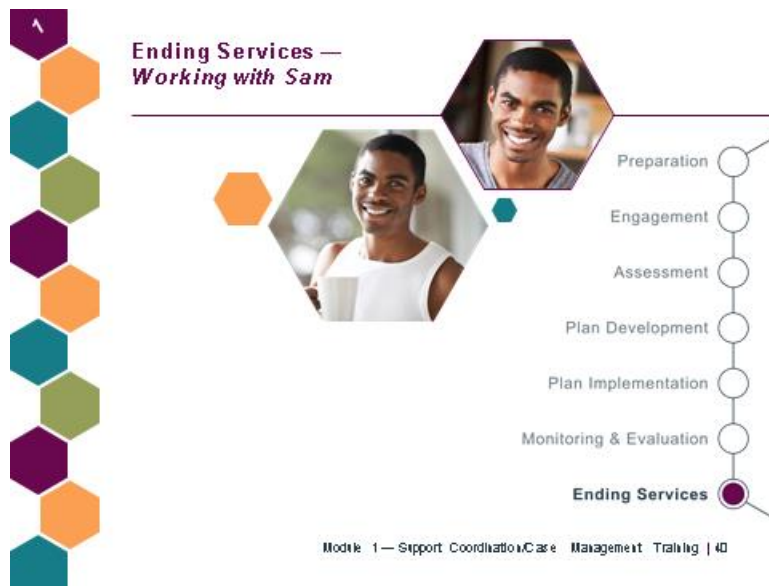 1
Ending Services —
Working with Sam
Preparation
Engagement
Assessment
Plan Development
Plan Implementation
Monitoring & Evaluation
Ending Services
Module 1 — Support Coordination/Case Management Training | 40